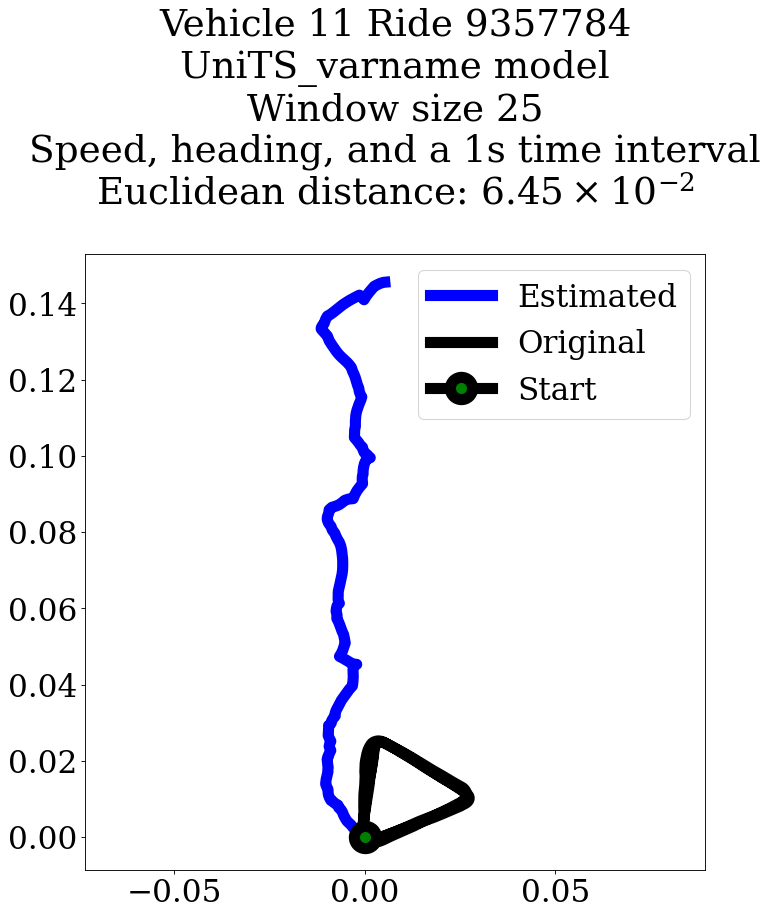 Vehicle 11 Ride 9357784
UniTS_varname model
Window size 25
Speed, heading, and a 1s time interval
Euclidean distance: 6.45 × 10⁻²
Estimated
Original
Start
0.14
0.12
0.10
0.08
0.06
0.04
0.02
0.00
−0.05 0.00 0.05